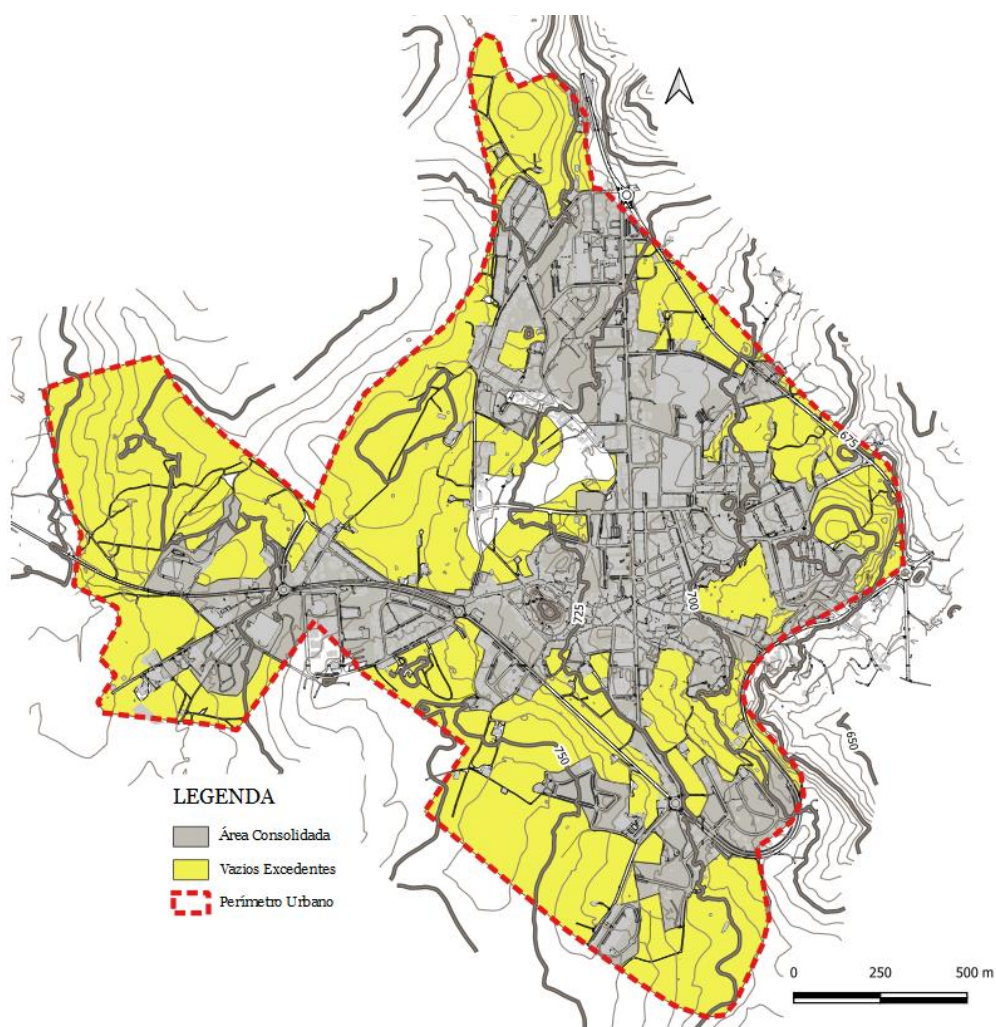 675
700
725
650
750
LEGENDA
Área Consolidada
Vazios Excedentes
Perímetro Urbano
0 250 500 m